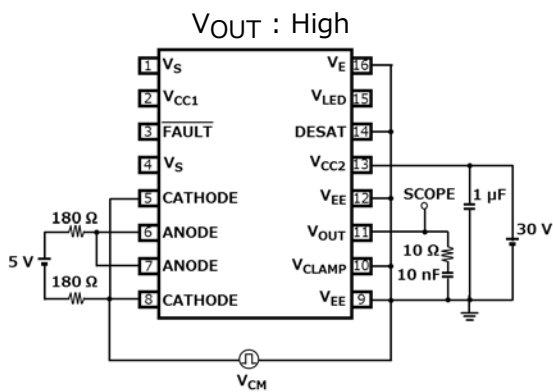 VOUT : High
1 VS
2 VCC1
3 FAULT
4 VS
5 CATHODE
6 ANODE
7 ANODE
8 CATHODE
VE 16
VLED 15
DESAT 14
VCC2 13
VEE 12
VOUT 11
VCLAMP 10
VEE 9
180 Ω
5 V
180 Ω
SCOPE
1 µF
10 Ω
10 nF
30 V
VCM